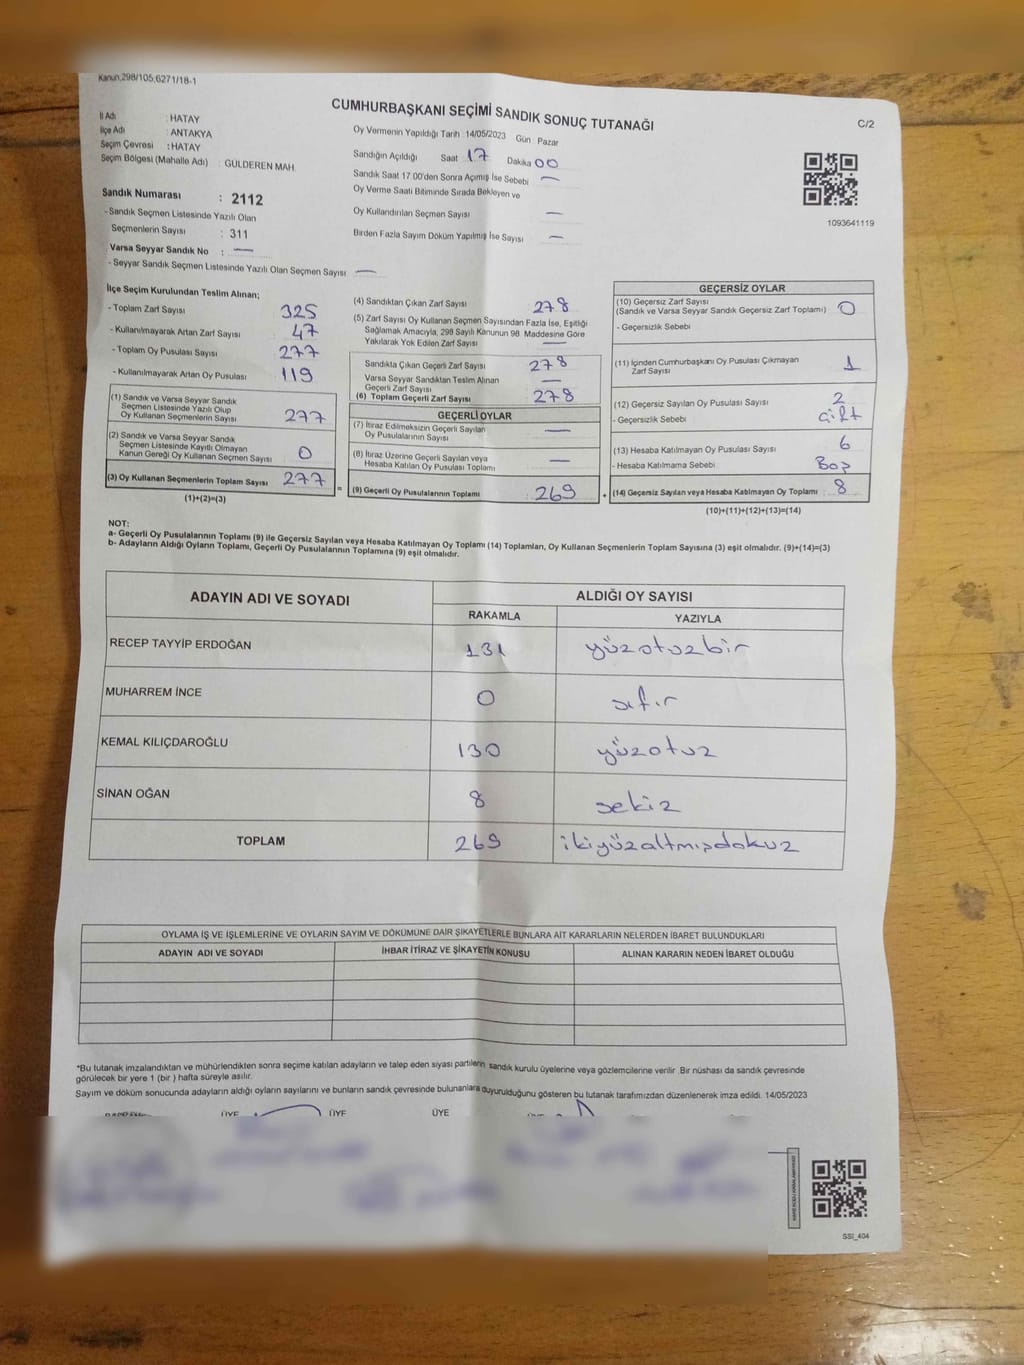 Kanun,298/105,6271/18-1
CUMHURBAŞKANI SEÇİMİ SANDIK SONUÇ TUTANAĞI
C/2
İl Adı : HATAY
İlçe Adı : ANTAKYA
Seçim Çevresi : HATAY
Seçim Bölgesi (Mahalle Adı) : GÜLDEREN MAH.
Sandık Numarası : 2112
-Sandık Seçmen Listesinde Yazılı Olan
Seçmenlerin Sayısı : 311
Varsa Seyyar Sandık No : —
- Seyyar Sandık Seçmen Listesinde Yazılı Olan Seçmen Sayısı —
Oy Vermenin Yapıldığı Tarih : 14/05/2023 Gün : Pazar
Sandığın Açıldığı Saat 17 Dakika 00
Sandık Saat 17.00'den Sonra Açımış İse Sebebi —
Oy Verme Saati Bitiminde Sırada Bekleyen ve
Oy Kullandırılan Seçmen Sayısı —
Birden Fazla Sayım Döküm Yapılmış İse Sayısı —
1093641119
İlçe Seçim Kurulundan Teslim Alınan;
- Toplam Zarf Sayısı 325
- Kullanılmayarak Artan Zarf Sayısı 47
- Toplam Oy Pusulası Sayısı 277
- Kullanılmayarak Artan Oy Pusulası 119
(1) Sandık ve Varsa Seyyar Sandık
Seçmen Listesinde Yazılı Olup
Oy Kullanan Seçmenlerin Sayısı 277
(2) Sandık ve Varsa Seyyar Sandık
Seçmen Listesinde Kayıtlı Olmayan
Kanun Gereği Oy Kullanan Seçmen Sayısı 0
(3) Oy Kullanan Seçmenlerin Toplam Sayısı 277
(1)+(2)=(3)
=
(4) Sandıktan Çıkan Zarf Sayısı 278
(5) Zarf Sayısı Oy Kullanan Seçmen Sayısından Fazla İse, Eşitliği
Sağlamak Amacıyla, 298 Sayılı Kanunun 98. Maddesine Göre
Yakılarak Yok Edilen Zarf Sayısı —
Sandıkta Çıkan Geçerli Zarf Sayısı 278
Varsa Seyyar Sandıktan Teslim Alınan
Geçerli Zarf Sayısı —
(6) Toplam Geçerli Zarf Sayısı 278
GEÇERLİ OYLAR
(7) İtiraz Edilmeksizin Geçerli Sayılan
Oy Pusulalarının Sayısı —
(8) İtiraz Üzerine Geçerli Sayılan veya
Hesaba Katılan Oy Pusulası Toplamı —
(9) Geçerli Oy Pusulalarının Toplamı 269
+
GEÇERSİZ OYLAR
(10) Geçersiz Zarf Sayısı
(Sandık ve Varsa Seyyar Sandık Geçersiz Zarf Toplamı) 0
- Geçersizlik Sebebi
(11) İçinden Cumhurbaşkanı Oy Pusulası Çıkmayan
Zarf Sayısı 1
(12) Geçersiz Sayılan Oy Pusulası Sayısı 2
- Geçersizlik Sebebi çift
(13) Hesaba Katılmayan Oy Pusulası Sayısı 6
- Hesaba Katılmama Sebebi Boş
(14) Geçersiz Sayılan veya Hesaba Katılmayan Oy Toplamı 8
(10)+(11)+(12)+(13)=(14)
NOT:
a- Geçerli Oy Pusulalarının Toplamı (9) ile Geçersiz Sayılan veya Hesaba Katılmayan Oy Toplamı (14) Toplamları, Oy Kullanan Seçmenlerin Toplam Sayısına (3) eşit olmalıdır. (9)+(14)=(3)
b- Adayların Aldığı Oyların Toplamı, Geçerli Oy Pusulalarının Toplamına (9) eşit olmalıdır.
ADAYIN ADI VE SOYADI
ALDIĞI OY SAYISI
RAKAMLA YAZIYLA
RECEP TAYYİP ERDOĞAN 131 yüzotuzbir
MUHARREM İNCE 0 sıfır
KEMAL KILIÇDAROĞLU 130 yüzotuz
SİNAN OĞAN 8 sekiz
TOPLAM 269 ikiyüzaltmışdokuz
OYLAMA İŞ VE İŞLEMLERİNE VE OYLARIN SAYIM VE DÖKÜMÜNE DAİR ŞİKAYETLERLE BUNLARA AİT KARARLARIN NELERDEN İBARET BULUNDUKLARI
ADAYIN ADI VE SOYADI İHBAR İTİRAZ VE ŞİKAYETİN KONUSU ALINAN KARARIN NEDEN İBARET OLDUĞU
*Bu tutanak imzalandıktan ve mühürlendikten sonra seçime katılan adayların ve talep eden siyasi partilerin sandık kurulu üyelerine veya gözlemcilerine verilir .Bir nüshası da sandık çevresinde
görülecek bir yere 1 (bir ) hafta süreyle asılır.
Sayım ve döküm sonucunda adayların aldığı oyların sayılarını ve bunların sandık çevresinde bulunanlara duyurulduğunu gösteren bu tutanak tarafımızdan düzenlenerek imza edildi. 14/05/2023
ÜYE ÜYE ÜYE
SSI_404